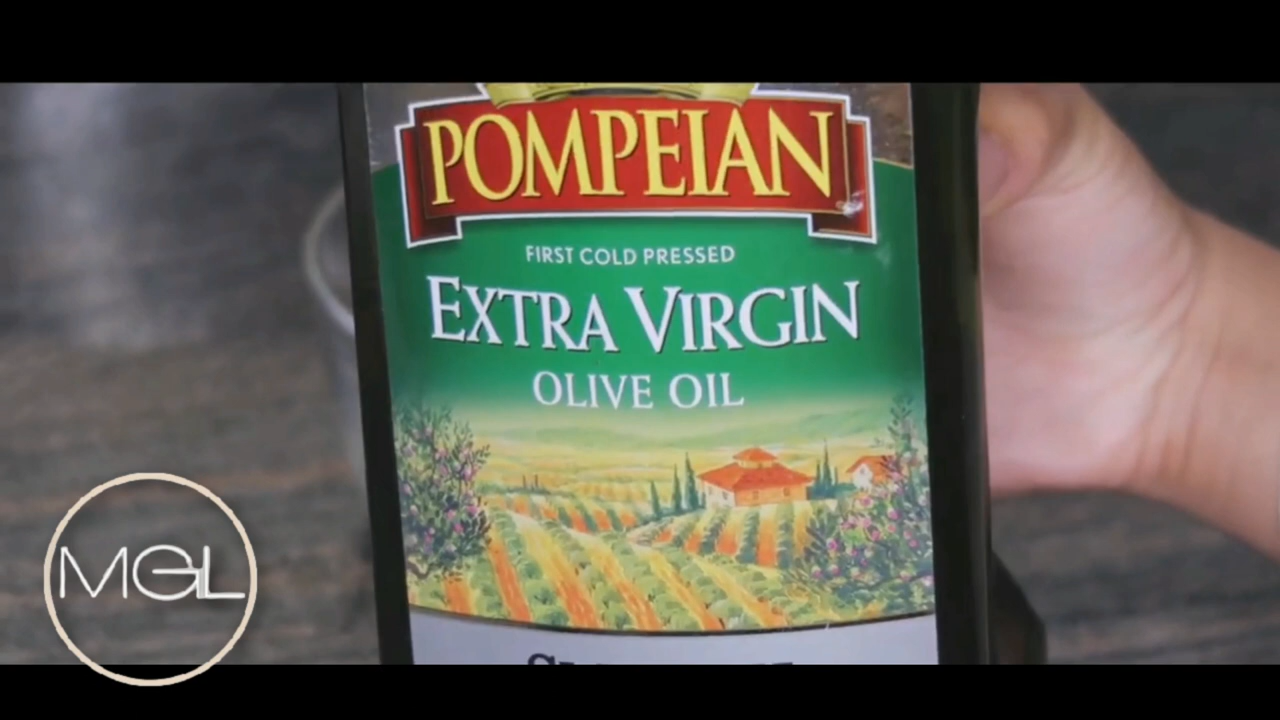 POMPEIAN
FIRST COLD PRESSED
EXTRA VIRGIN
OLIVE OIL
MGL